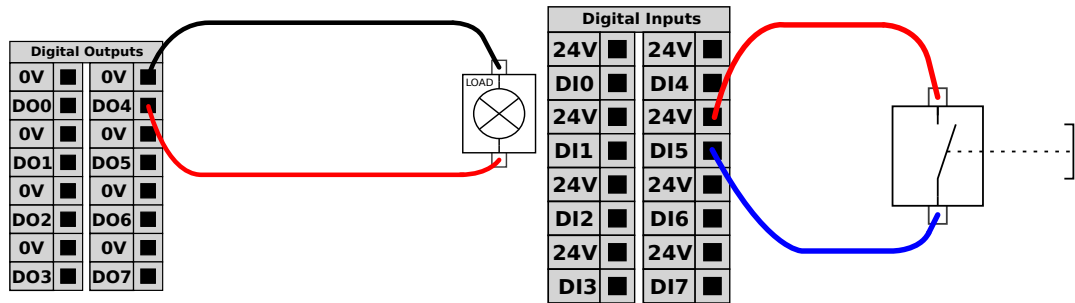 Digital Outputs
0V 0V
DO0 DO4
0V 0V
DO1 DO5
0V 0V
DO2 DO6
0V 0V
DO3 DO7
LOAD
Digital Inputs
24V 24V
DI0 DI4
24V 24V
DI1 DI5
24V 24V
DI2 DI6
24V 24V
DI3 DI7